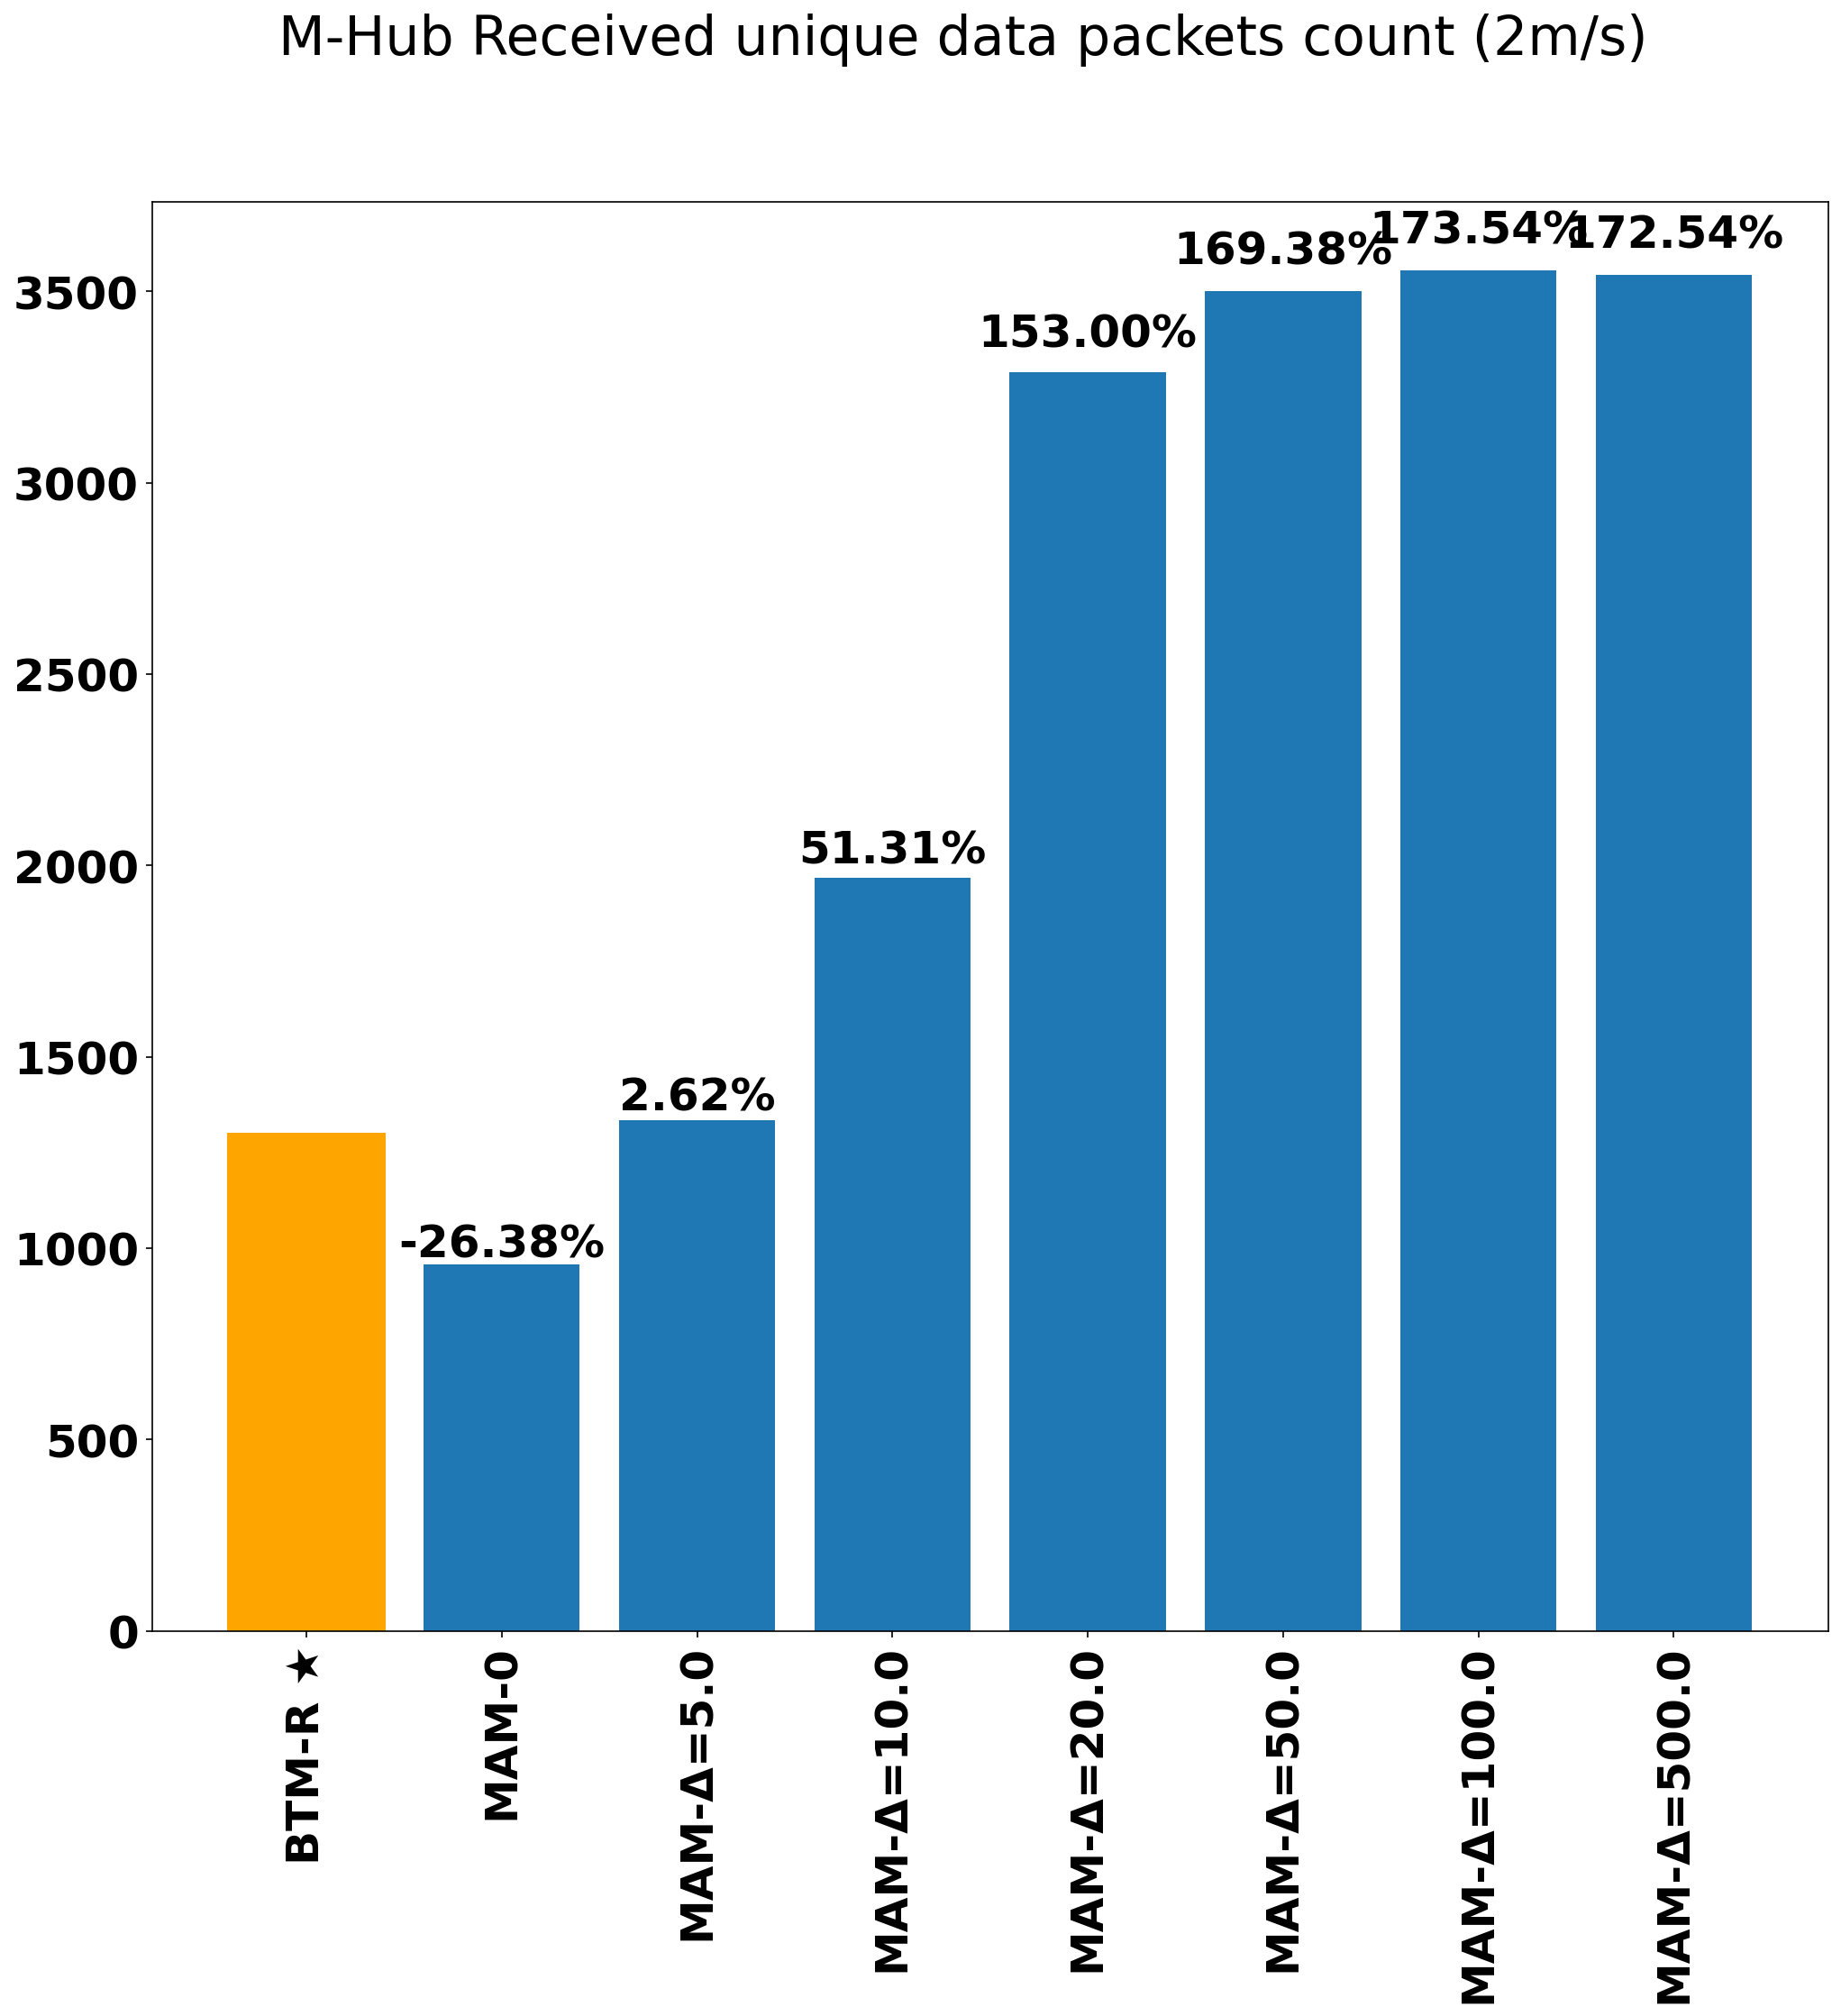 M-Hub Received unique data packets count (2m/s)
173.54%
172.54%
169.38%
3500
153.00%
3000
2500
51.31%
2000
2.62%
1500
-26.38%
1000
500
0
BTM-R ★
MAM-0
MAM-Δ=5.0
MAM-Δ=10.0
MAM-Δ=20.0
MAM-Δ=50.0
MAM-Δ=100.0
MAM-Δ=500.0